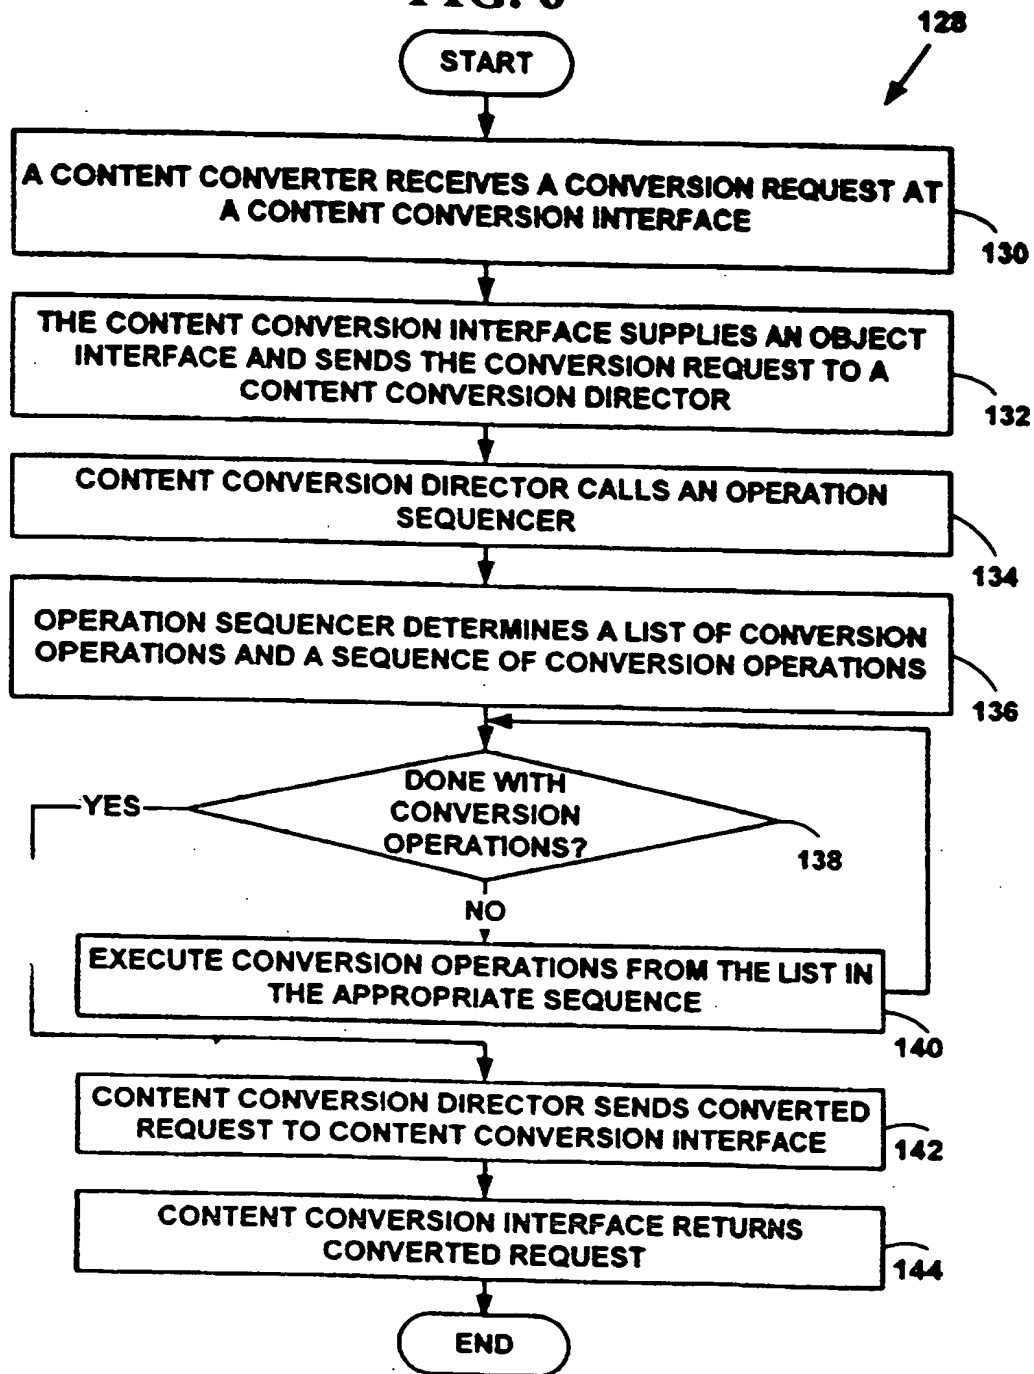 128
START
A CONTENT CONVERTER RECEIVES A CONVERSION REQUEST AT
A CONTENT CONVERSION INTERFACE
130
THE CONTENT CONVERSION INTERFACE SUPPLIES AN OBJECT
INTERFACE AND SENDS THE CONVERSION REQUEST TO A
CONTENT CONVERSION DIRECTOR
132
CONTENT CONVERSION DIRECTOR CALLS AN OPERATION
SEQUENCER
134
OPERATION SEQUENCER DETERMINES A LIST OF CONVERSION
OPERATIONS AND A SEQUENCE OF CONVERSION OPERATIONS
136
DONE WITH
CONVERSION
OPERATIONS?
YES
138
NO
EXECUTE CONVERSION OPERATIONS FROM THE LIST IN
THE APPROPRIATE SEQUENCE
140
CONTENT CONVERSION DIRECTOR SENDS CONVERTED
REQUEST TO CONTENT CONVERSION INTERFACE
142
CONTENT CONVERSION INTERFACE RETURNS
CONVERTED REQUEST
144
END